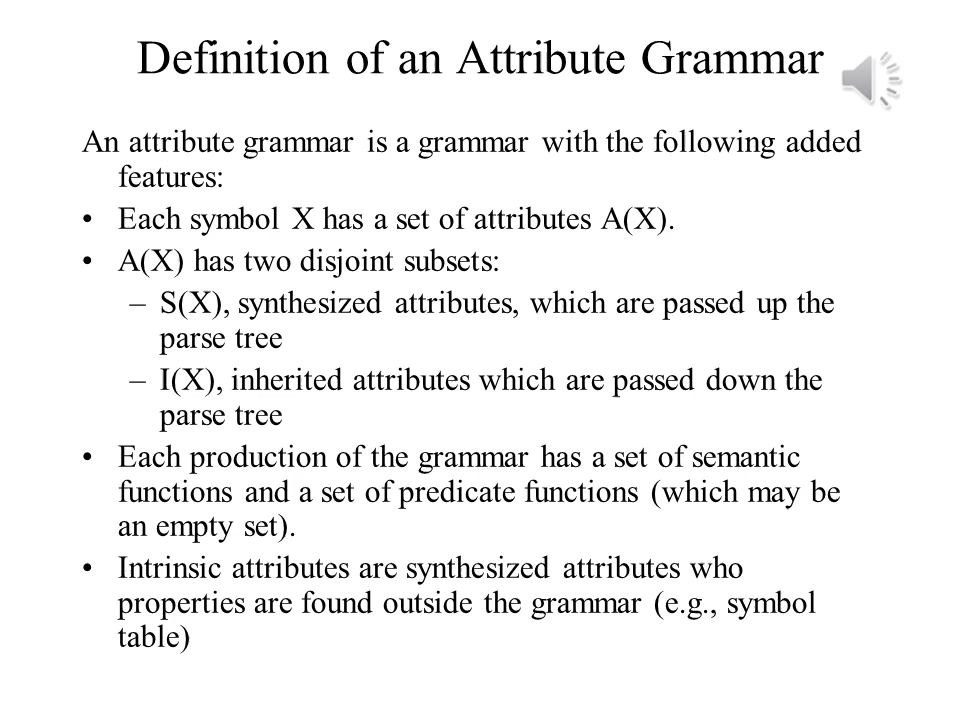 Definition of an Attribute Grammar
An attribute grammar is a grammar with the following added
features:
• Each symbol X has a set of attributes A(X).
• A(X) has two disjoint subsets:
– S(X), synthesized attributes, which are passed up the
parse tree
– I(X), inherited attributes which are passed down the
parse tree
• Each production of the grammar has a set of semantic
functions and a set of predicate functions (which may be
an empty set).
• Intrinsic attributes are synthesized attributes who
properties are found outside the grammar (e.g., symbol
table)